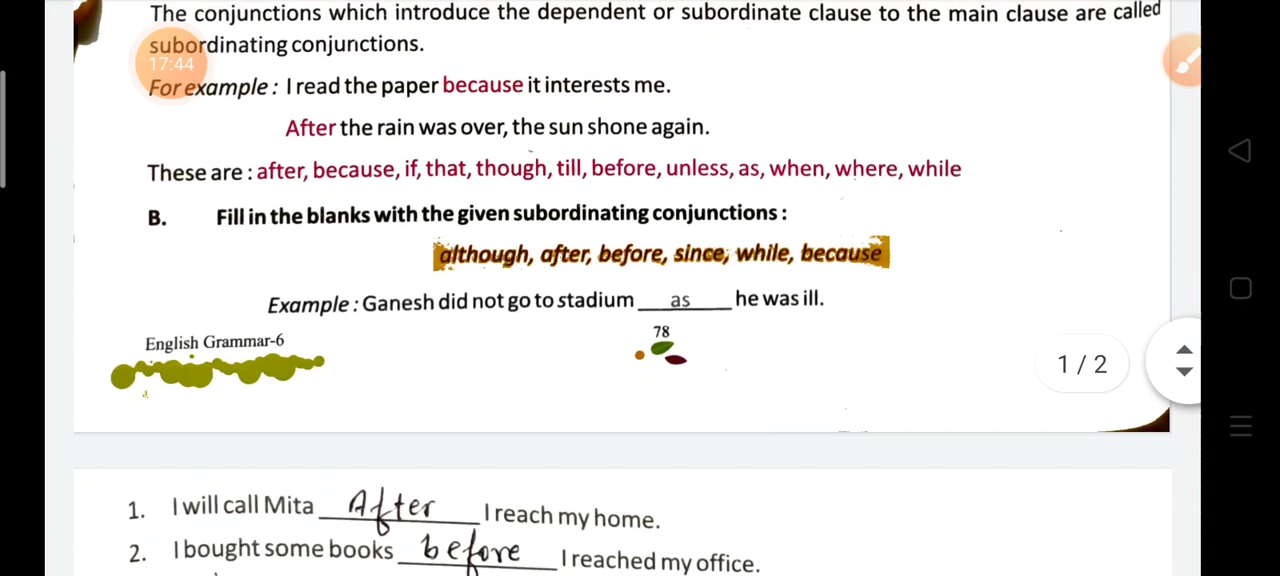 The conjunctions which introduce the dependent or subordinate clause to the main clause are called
subordinating conjunctions.
17:44
For example : I read the paper because it interests me.
After the rain was over, the sun shone again.
These are : after, because, if, that, though, till, before, unless, as, when, where, while
B. Fill in the blanks with the given subordinating conjunctions :
although, after, before, since, while, because
Example : Ganesh did not go to stadium as he was ill.
78
English Grammar-6
1 / 2
1. I will call Mita After I reach my home.
2. I bought some books before I reached my office.